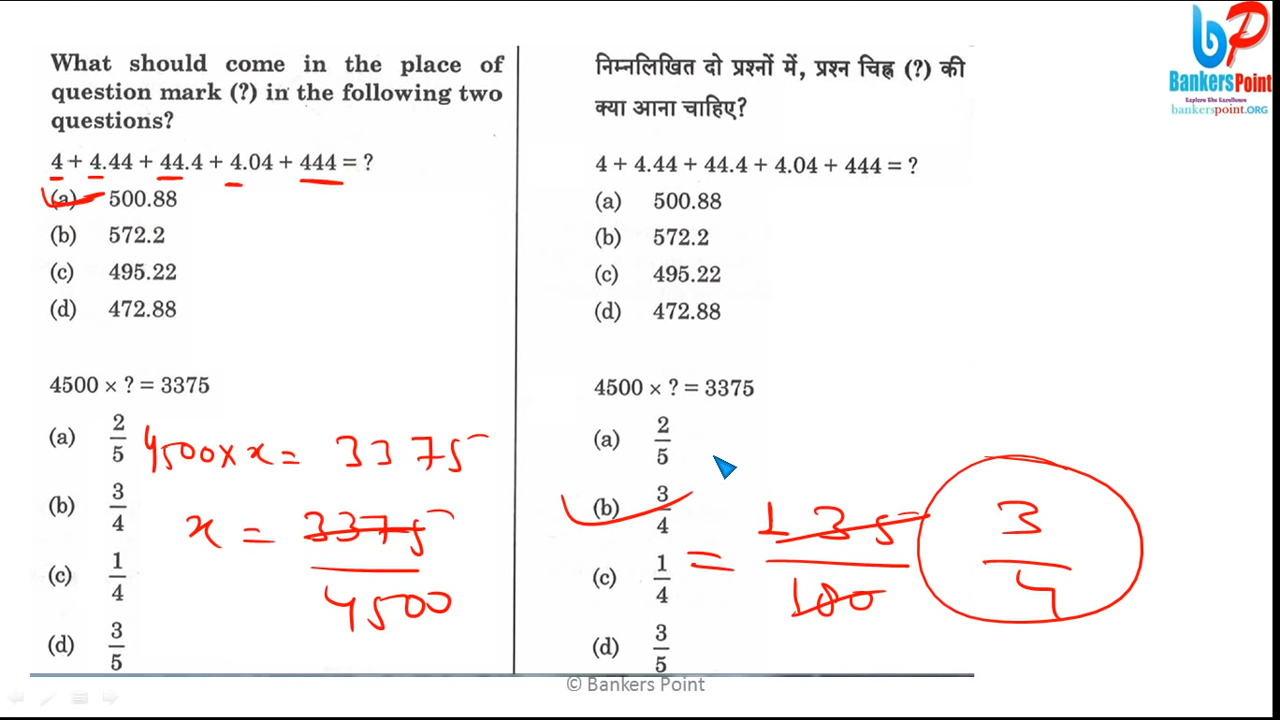 What should come in the place of
question mark (?) in the following two
questions?
4 + 4.44 + 44.4 + 4.04 + 444 = ?
(a) 500.88
(b) 572.2
(c) 495.22
(d) 472.88
4500 × ? = 3375
(a) 2/5
(b) 3/4
(c) 1/4
(d) 3/5
4500 x x = 3375
x = 3375/4500
निम्नलिखित दो प्रश्नों में, प्रश्न चिह्न (?) की
क्या आना चाहिए?
4 + 4.44 + 44.4 + 4.04 + 444 = ?
(a) 500.88
(b) 572.2
(c) 495.22
(d) 472.88
4500 × ? = 3375
(a) 2/5
(b) 3/4
(c) 1/4
(d) 3/5
= 135/180 3/4
bp
BANKERSPOINT
Explore The Excellence
bankerspoint.ORG
© Bankers Point